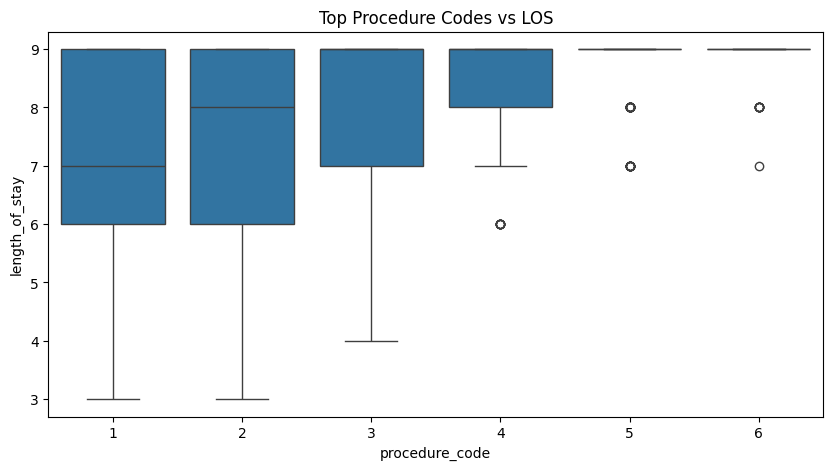 Top Procedure Codes vs LOS
length_of_stay
9
8
7
6
5
4
3
1 2 3 4 5 6
procedure_code